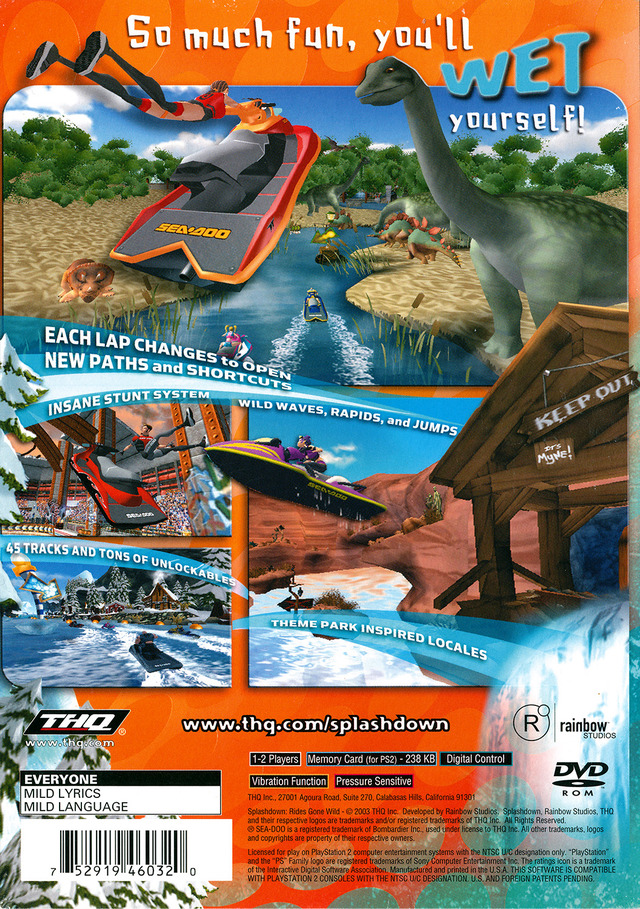 So much fun, you'll
WET
yourself!
SEA-DOO
EACH LAP CHANGES to OPEN
NEW PATHS and SHORTCUTS
INSANE STUNT SYSTEM
WILD WAVES, RAPIDS, and JUMPS
KEEP OUT
IT'S
MyNE!
SEA-DOO
SEA-DOO
45 TRACKS AND TONS OF UNLOCKABLES
THEME PARK INSPIRED LOCALES
THQ®
www.thq.com
www.thq.com/splashdown
R
rainbow
STUDIOS
1-2 Players
Memory Card (for PS2) - 238 KB
Digital Control
Vibration Function
Pressure Sensitive
DVD
ROM
EVERYONE
MILD LYRICS
MILD LANGUAGE
THQ Inc., 27001 Agoura Road, Suite 270, Calabasas Hills, California 91301
Splashdown: Rides Gone Wild - © 2003 THQ Inc. Developed by Rainbow Studios. Splashdown, Rainbow Studios, THQ
and their respective logos are trademarks and/or registered trademarks of THQ Inc. All Rights Reserved.
® SEA-DOO is a registered trademark of Bombardier Inc., used under license to THQ Inc. All other trademarks, logos
and copyrights are property of their respective owners.
Licensed for play on PlayStation 2 computer entertainment systems with the NTSC U/C designation only. "PlayStation"
and the "PS" Family logo are registered trademarks of Sony Computer Entertainment Inc. The ratings icon is a trademark
of the Interactive Digital Software Association. Manufactured and printed in the U.S.A. THIS SOFTWARE IS COMPATIBLE
WITH PLAYSTATION 2 CONSOLES WITH THE NTSC U/C DESIGNATION. U.S. AND FOREIGN PATENTS PENDING.
7 52919 46032 0